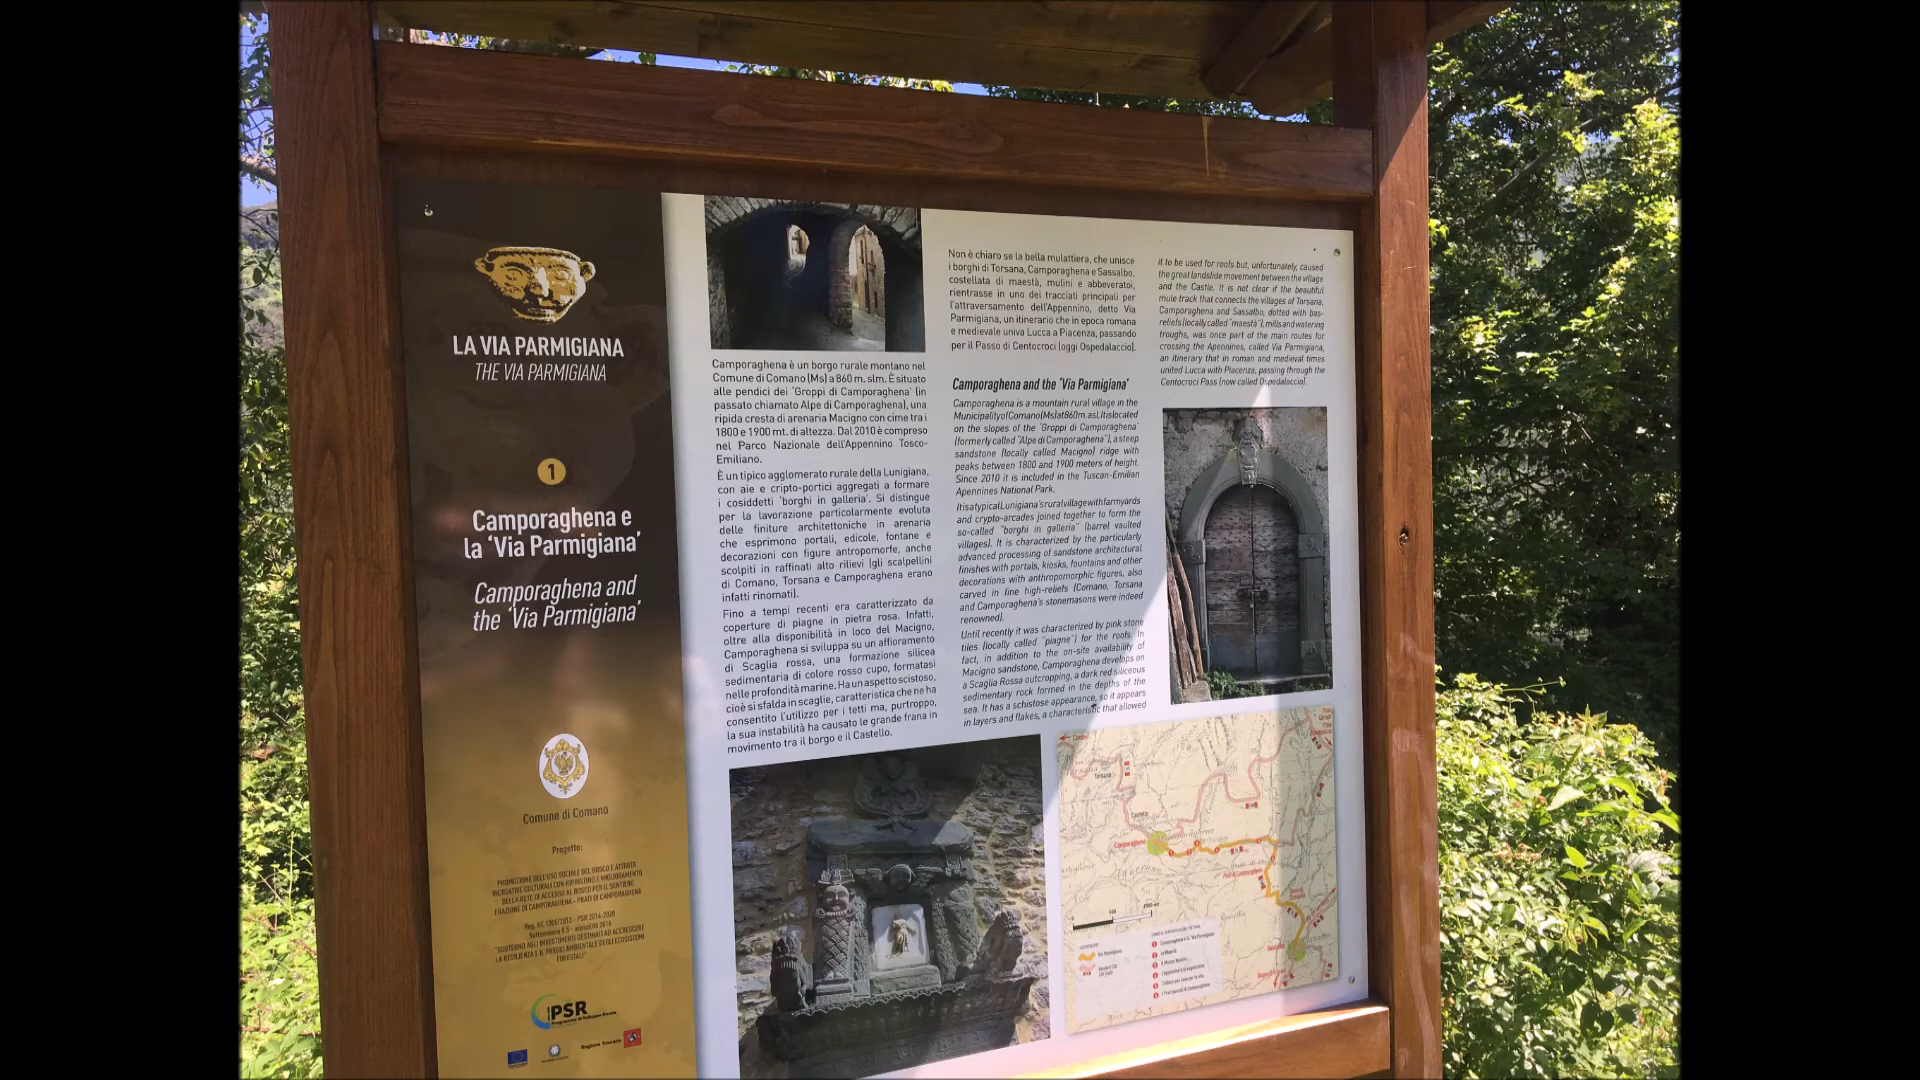 LA VIA PARMIGIANA
THE VIA PARMIGIANA
1
Camporaghena e
la 'Via Parmigiana'
Camporaghena and
the 'Via Parmigiana'
Comune di Comano
Progetto:
PROMOZIONE DELL'USO SOCIALE DEL BOSCO E ATTIVITÀ
RICREATIVE CULTURALI CON RIPRISTINO E MIGLIORAMENTO
DELLA RETE DI ACCESSO AL BOSCO PER IL SENTIERO
FRAZIONE DI CAMPORAGHENA - PRATI DI CAMPORAGHENA
Reg. UE 1305/2013 - PSR 2014-2020
Sottomisura 8.5 - annualità 2016
"SOSTEGNO AGLI INVESTIMENTI DESTINATI AD ACCRESCERE
LA RESILIENZA E IL PREGIO AMBIENTALE DEGLI ECOSISTEMI
FORESTALI"
PSR
Programma di Sviluppo Rurale
Regione Toscana
Camporaghena è un borgo rurale montano nel
Comune di Comano (Ms) a 860 m. slm. È situato
alle pendici dei 'Groppi di Camporaghena' (in
passato chiamato Alpe di Camporaghena), una
ripida cresta di arenaria Macigno con cime tra i
1800 e 1900 mt. di altezza. Dal 2010 è compreso
nel Parco Nazionale dell'Appennino Tosco-
Emiliano.
È un tipico agglomerato rurale della Lunigiana,
con aie e cripto-portici aggregati a formare
i cosiddetti 'borghi in galleria'. Si distingue
per la lavorazione particolarmente evoluta
delle finiture architettoniche in arenaria
che esprimono portali, edicole, fontane e
decorazioni con figure antropomorfe, anche
scolpiti in raffinati alto rilievi (gli scalpellini
di Comano, Torsana e Camporaghena erano
infatti rinomati).
Fino a tempi recenti era caratterizzato da
coperture di piagne in pietra rosa. Infatti,
oltre alla disponibilità in loco del Macigno,
Camporaghena si sviluppa su un affioramento
di Scaglia rossa, una formazione silicea
sedimentaria di colore rosso cupo, formatasi
nelle profondità marine. Ha un aspetto scistoso,
cioè si sfalda in scaglie, caratteristica che ne ha
consentito l'utilizzo per i tetti ma, purtroppo,
la sua instabilità ha causato le grande frana in
movimento tra il borgo e il Castello.
Non è chiaro se la bella mulattiera, che unisce
i borghi di Torsana, Camporaghena e Sassalbo,
costellata di maestà, mulini e abbeveratoi,
rientrasse in uno dei tracciati principali per
l'attraversamento dell'Appennino, detto Via
Parmigiana, un itinerario che in epoca romana
e medievale univa Lucca a Piacenza, passando
per il Passo di Centocroci (oggi Ospedalaccio).
Camporaghena and the 'Via Parmigiana'
Camporaghena is a mountain rural village in the
Municipality of Comano (Ms) at 860 m. asl. It is located
on the slopes of the 'Groppi di Camporaghena'
(formerly called "Alpe di Camporaghena"), a steep
sandstone (locally called Macigno) ridge with
peaks between 1800 and 1900 meters of height.
Since 2010 it is included in the Tuscan-Emilian
Apennines National Park.
It is a typical Lunigiana's rural village with farmyards
and crypto-arcades joined together to form the
so-called "borghi in galleria" (barrel vaulted
villages). It is characterized by the particularly
advanced processing of sandstone architectural
finishes with portals, kiosks, fountains and other
decorations with anthropomorphic figures, also
carved in fine high-reliefs (Comano, Torsana
and Camporaghena's stonemasons were indeed
renowned).
Until recently it was characterized by pink stone
tiles (locally called "piagne") for the roofs. In
fact, in addition to the on-site availability of
Macigno sandstone, Camporaghena develops on
a Scaglia Rossa outcropping, a dark red siliceous
sedimentary rock formed in the depths of the
sea. It has a schistose appearance, so it appears
in layers and flakes, a characteristic that allowed
it to be used for roofs but, unfortunately, caused
the great landslide movement between the village
and the Castle. It is not clear if the beautiful
mule track that connects the villages of Torsana,
Camporaghena and Sassalbo, dotted with bas-
reliefs (locally called "maestà"), mills and watering
troughs, was once part of the main routes for
crossing the Apennines, called Via Parmigiana,
an itinerary that in roman and medieval times
united Lucca with Piacenza, passing through the
Centocroci Pass (now called Ospedalaccio).
Torsana
Castello
Camporaghena
Prati di Camporaghena
Sassalbo
Via Parmigiana